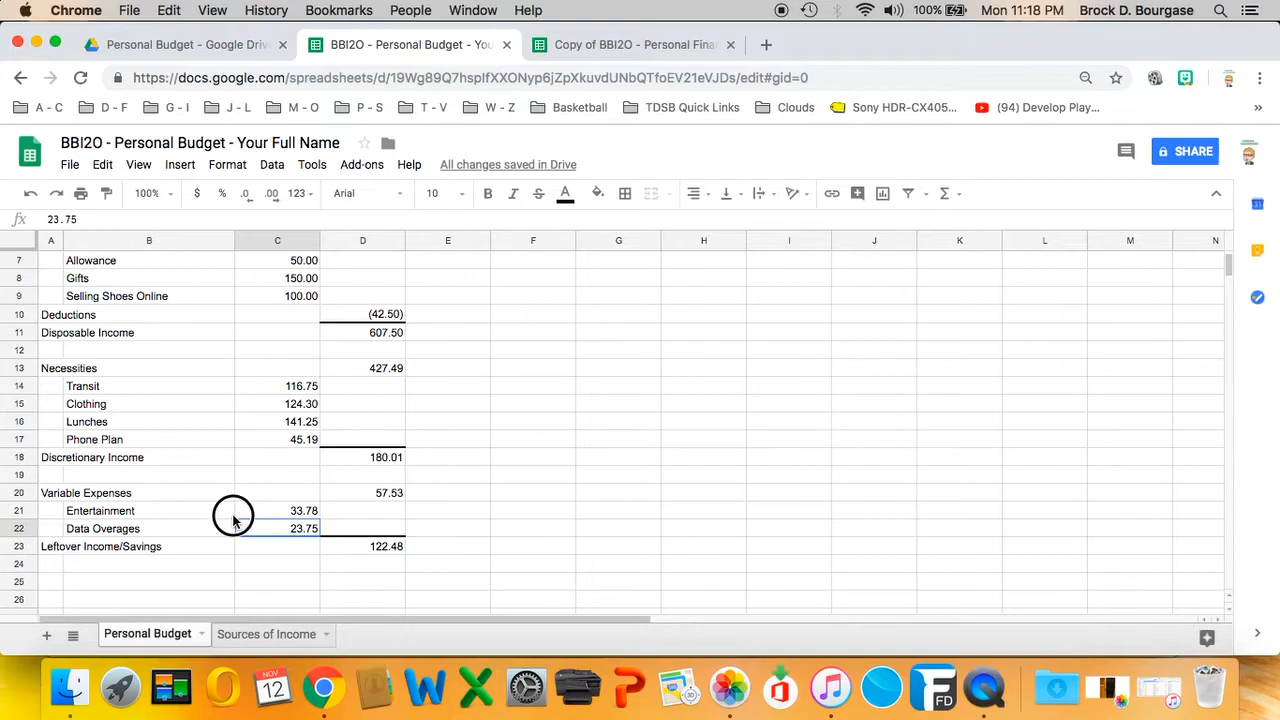 Chrome File Edit View History Bookmarks People Window Help 100% Mon 11:18 PM Brock D. Bourgase
Personal Budget - Google Drive BBI2O - Personal Budget - You Copy of BBI2O - Personal Fina
https://docs.google.com/spreadsheets/d/19Wg89Q7hspIfXXONyp6jZpXkuvdUNbQTfoEV21eVJDs/edit#gid=0
A - C D - F G - I J - L M - O P - S T - V W - Z Basketball TDSB Quick Links Clouds Sony HDR-CX405... (94) Develop Play... »
BBI2O - Personal Budget - Your Full Name
SHARE
File Edit View Insert Format Data Tools Add-ons Help All changes saved in Drive
100% $ % .0 .00 123 Arial 10 B I S A Σ
fx 23.75
A B C D E F G H I J K L M N
7 Allowance 50.00
8 Gifts 150.00
9 Selling Shoes Online 100.00
10 Deductions (42.50)
11 Disposable Income 607.50
12
13 Necessities 427.49
14 Transit 116.75
15 Clothing 124.30
16 Lunches 141.25
17 Phone Plan 45.19
18 Discretionary Income 180.01
19
20 Variable Expenses 57.53
21 Entertainment 33.78
22 Data Overages 23.75
23 Leftover Income/Savings 122.48
24
25
26
+ Personal Budget Sources of Income
NOV
12
W X P
30
FD